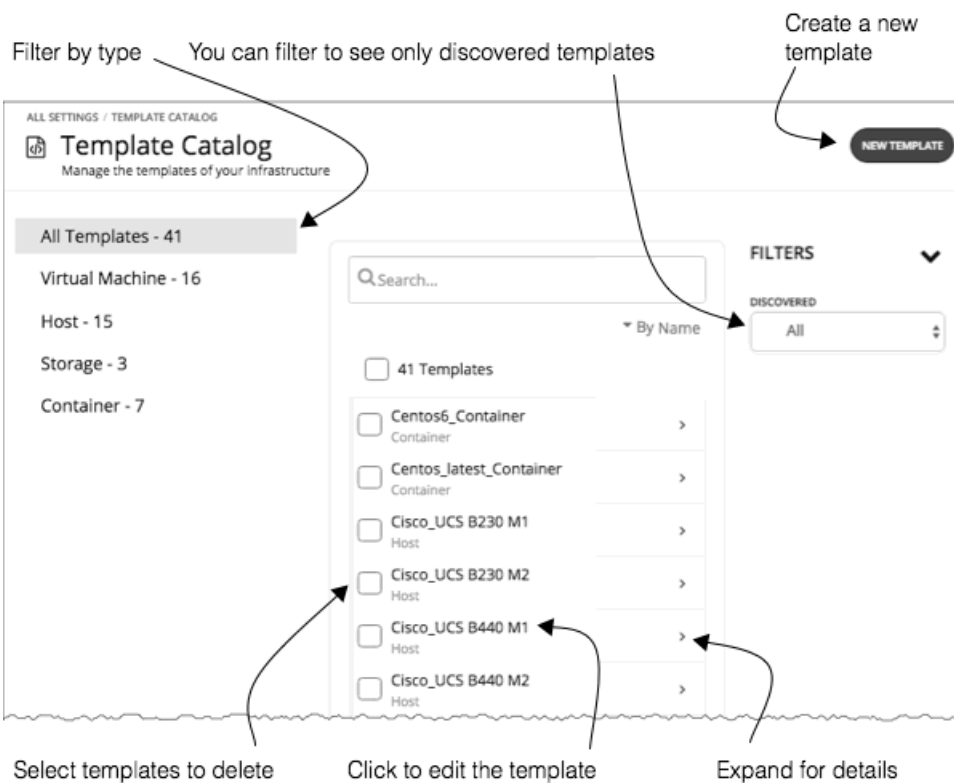 Create a new
template
Filter by type
You can filter to see only discovered templates
ALL SETTINGS / TEMPLATE CATALOG
Template Catalog
Manage the templates of your infrastructure
NEW TEMPLATE
All Templates - 41
Virtual Machine - 16
Host - 15
Storage - 3
Container - 7
Search...
By Name
41 Templates
Centos6_Container
Container
Centos_latest_Container
Container
Cisco_UCS B230 M1
Host
Cisco_UCS B230 M2
Host
Cisco_UCS B440 M1
Host
Cisco_UCS B440 M2
Host
FILTERS
DISCOVERED
All
Select templates to delete
Click to edit the template
Expand for details